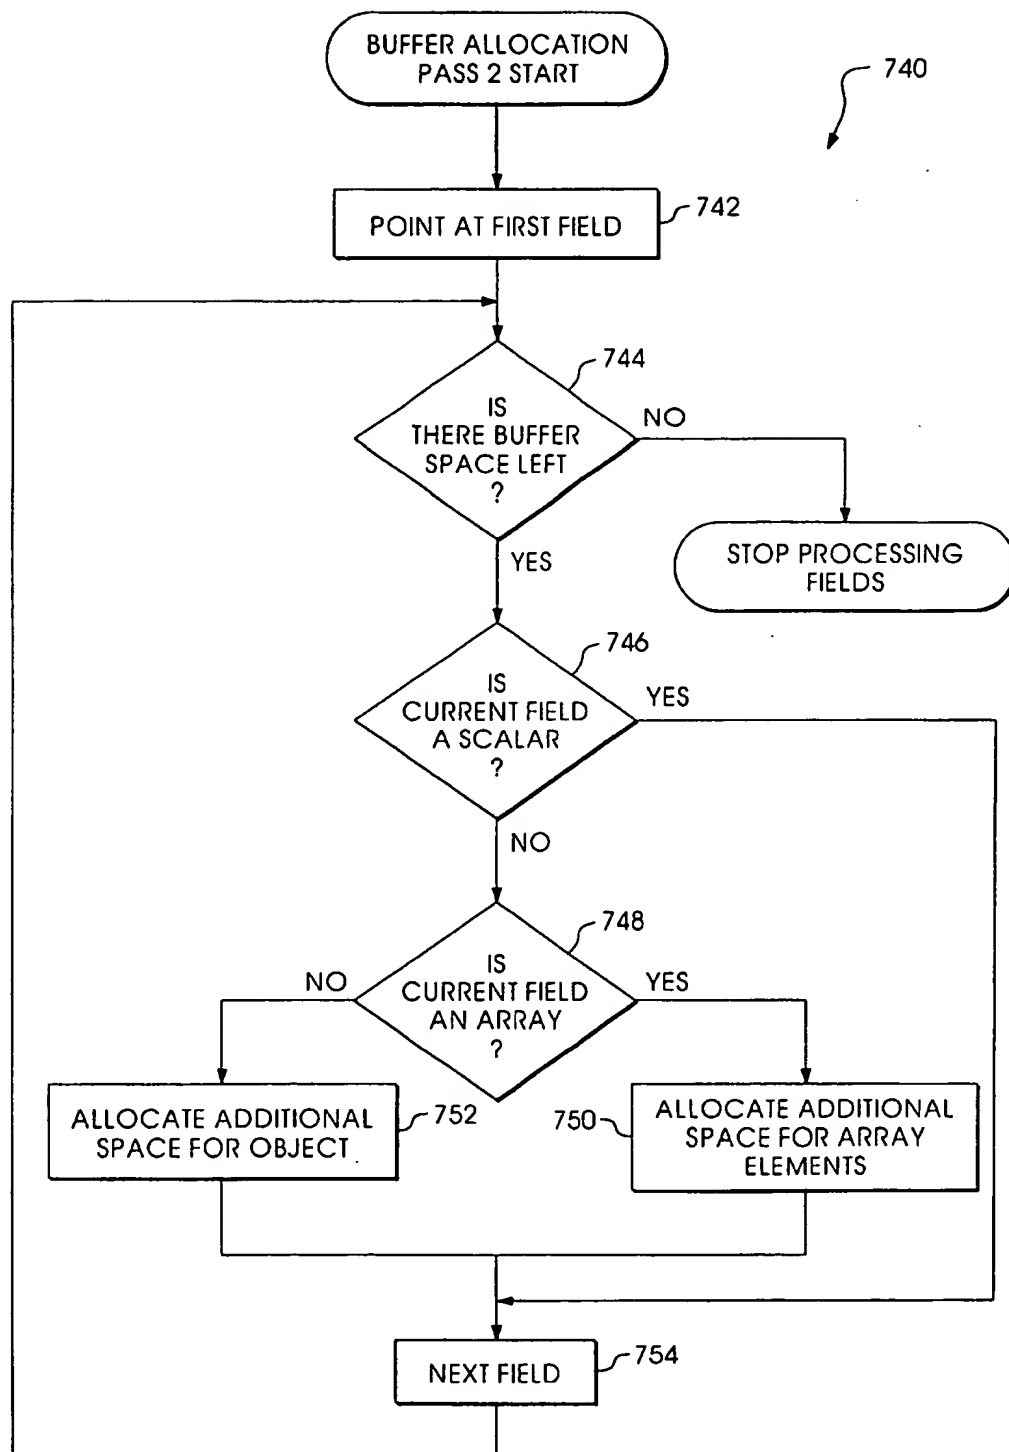 BUFFER ALLOCATION
PASS 2 START
740
POINT AT FIRST FIELD
742
744
IS
THERE BUFFER
SPACE LEFT
?
NO
STOP PROCESSING
FIELDS
YES
746
IS
CURRENT FIELD
A SCALAR
?
YES
NO
748
IS
CURRENT FIELD
AN ARRAY
?
NO
YES
ALLOCATE ADDITIONAL
SPACE FOR OBJECT
752
750
ALLOCATE ADDITIONAL
SPACE FOR ARRAY
ELEMENTS
NEXT FIELD
754